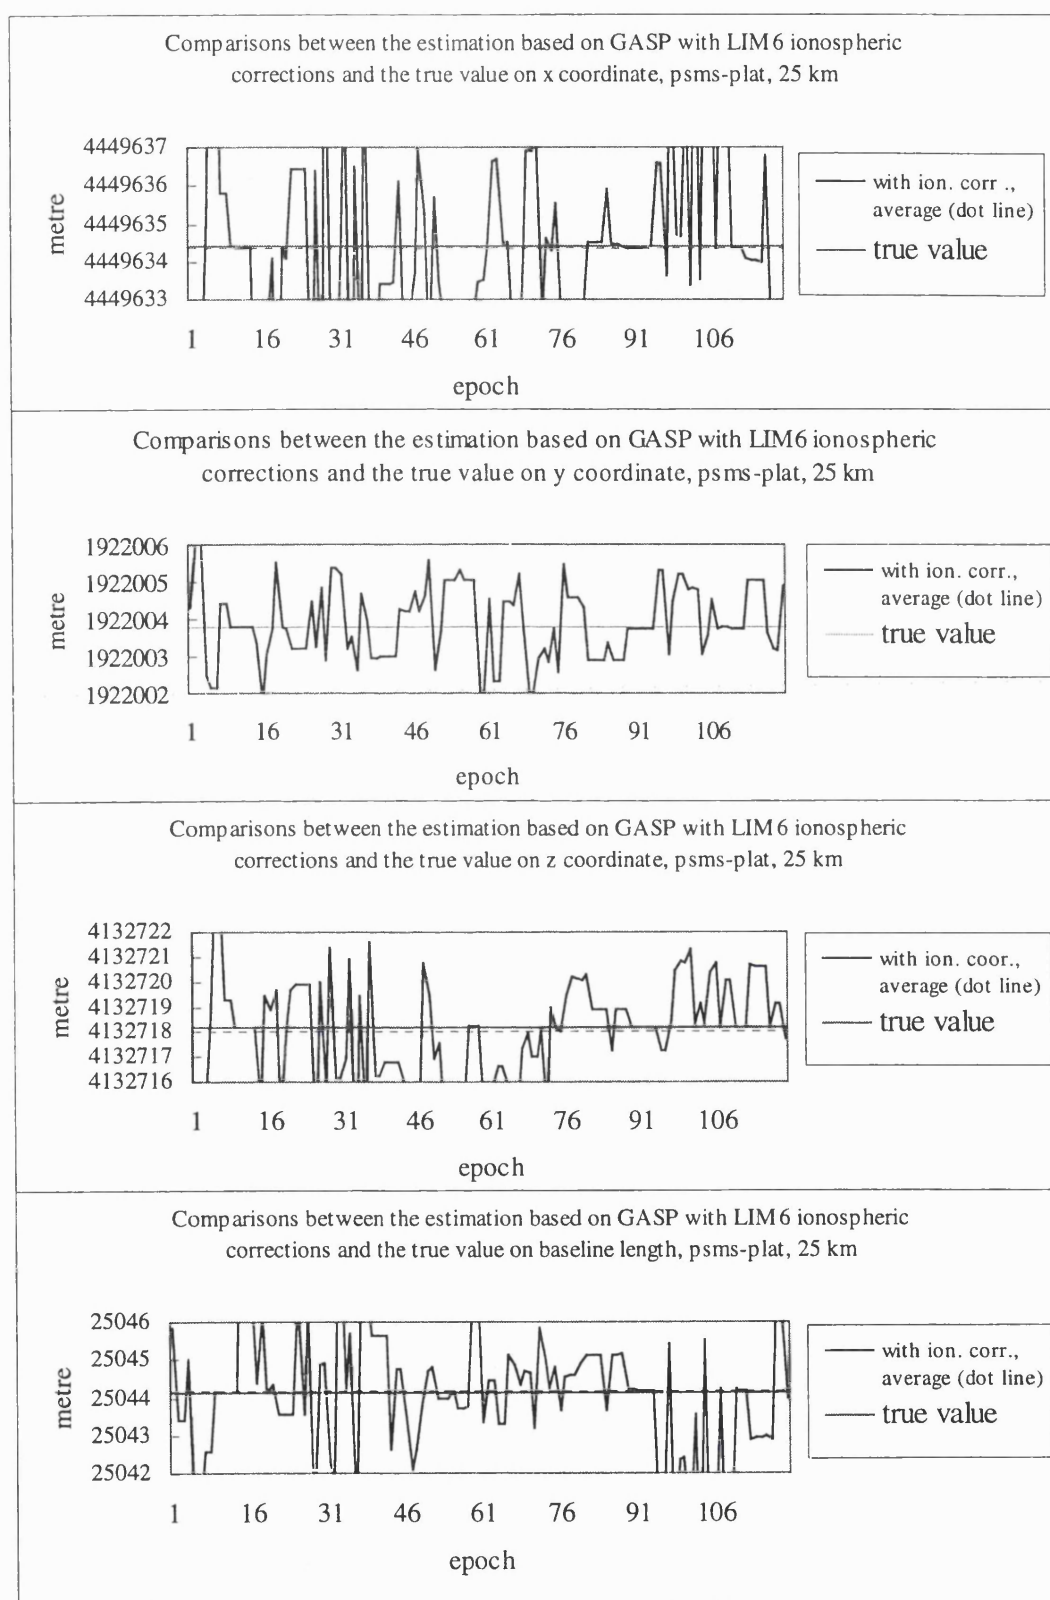 Comparisons between the estimation based on GASP with LIM6 ionospheric
corrections and the true value on x coordinate, psms-plat, 25 km
4449637
4449636
4449635
4449634
4449633
metre
1 16 31 46 61 76 91 106
epoch
with ion. corr .,
average (dot line)
true value
Comparisons between the estimation based on GASP with LIM6 ionospheric
corrections and the true value on y coordinate, psms-plat, 25 km
1922006
1922005
1922004
1922003
1922002
metre
1 16 31 46 61 76 91 106
epoch
with ion. corr.,
average (dot line)
true value
Comparisons between the estimation based on GASP with LIM6 ionospheric
corrections and the true value on z coordinate, psms-plat, 25 km
4132722
4132721
4132720
4132719
4132718
4132717
4132716
metre
1 16 31 46 61 76 91 106
epoch
with ion. coor.,
average (dot line)
true value
Comparisons between the estimation based on GASP with LIM6 ionospheric
corrections and the true value on baseline length, psms-plat, 25 km
25046
25045
25044
25043
25042
metre
1 16 31 46 61 76 91 106
epoch
with ion. corr.,
average (dot line)
true value